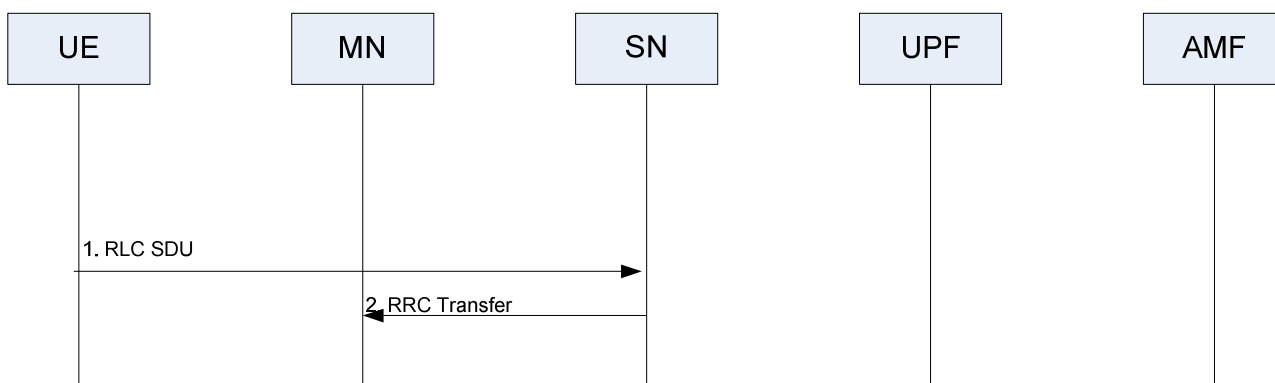 UE
MN
SN
UPF
AMF
1. RLC SDU
2. RRC Transfer